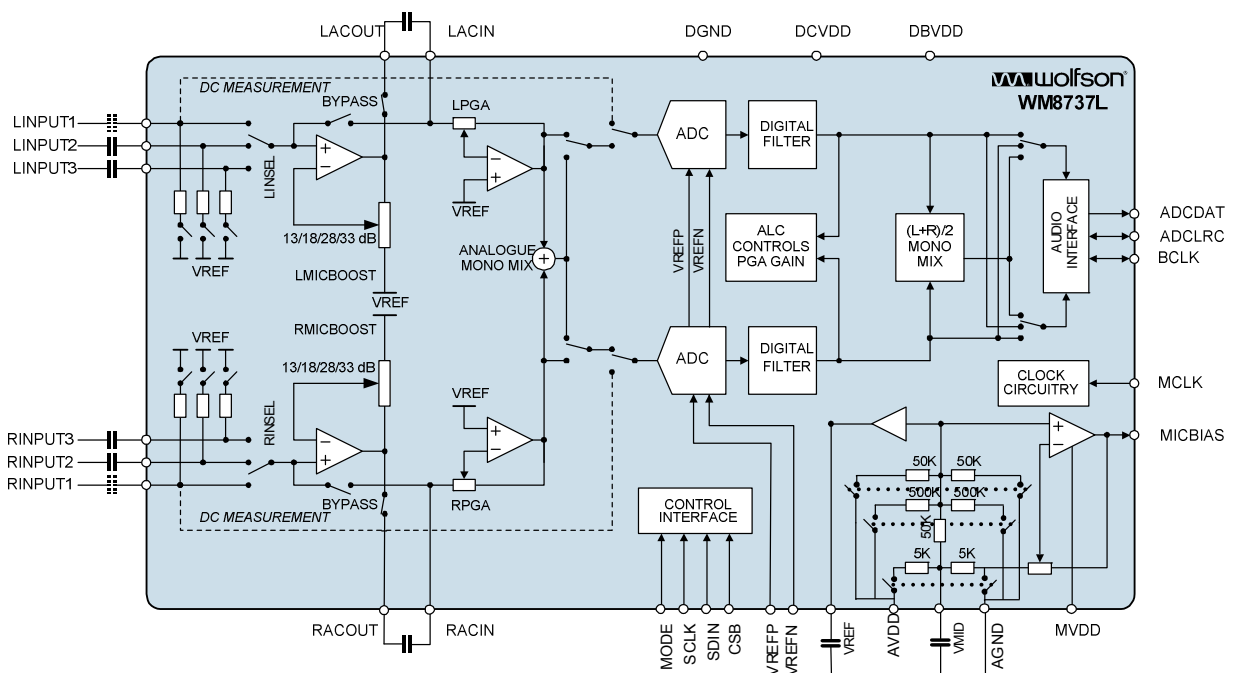 LACOUT
LACIN
DGND
DCVDD
DBVDD
wolfson
WM8737L
DC MEASUREMENT
BYPASS
LPGA
LINPUT1
LINPUT2
LINPUT3
LINSEL
+
−
−
+
VREF
ADC
DIGITAL
FILTER
VREF
13/18/28/33 dB
LMICBOOST
VREF
RMICBOOST
13/18/28/33 dB
ANALOGUE
MONO MIX
+
VREFP
VREFN
ALC
CONTROLS
PGA GAIN
(L+R)/2
MONO
MIX
AUDIO
INTERFACE
ADCDAT
ADCLRC
BCLK
VREF
VREF
ADC
DIGITAL
FILTER
CLOCK
CIRCUITRY
MCLK
RINPUT3
RINPUT2
RINPUT1
RINSEL
−
+
+
−
BYPASS
RPGA
DC MEASUREMENT
+
−
MICBIAS
50K
50K
500K
500K
50K
5K
5K
CONTROL
INTERFACE
RACOUT
RACIN
MODE
SCLK
SDIN
CSB
VREFP
VREFN
VREF
AVDD
VMID
AGND
MVDD